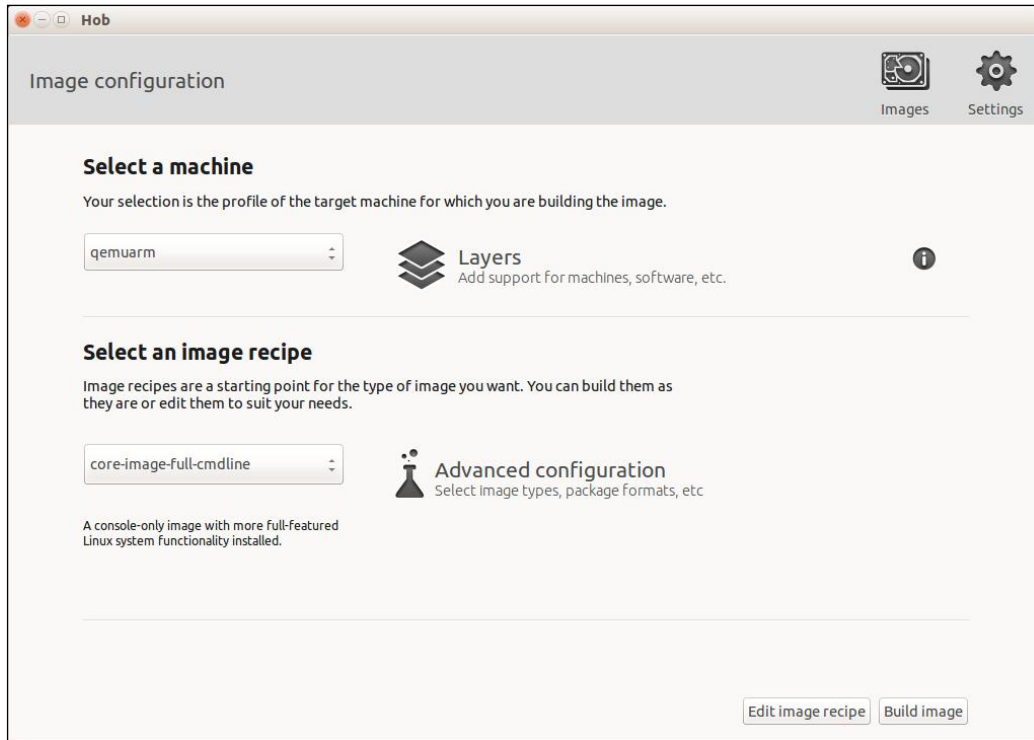 Hob
Image configuration
Images
Settings
Select a machine
Your selection is the profile of the target machine for which you are building the image.
qemuarm
Layers
Add support for machines, software, etc.
Select an image recipe
Image recipes are a starting point for the type of image you want. You can build them as
they are or edit them to suit your needs.
core-image-full-cmdline
Advanced configuration
Select image types, package formats, etc
A console-only image with more full-featured
Linux system functionality installed.
Edit image recipe
Build image